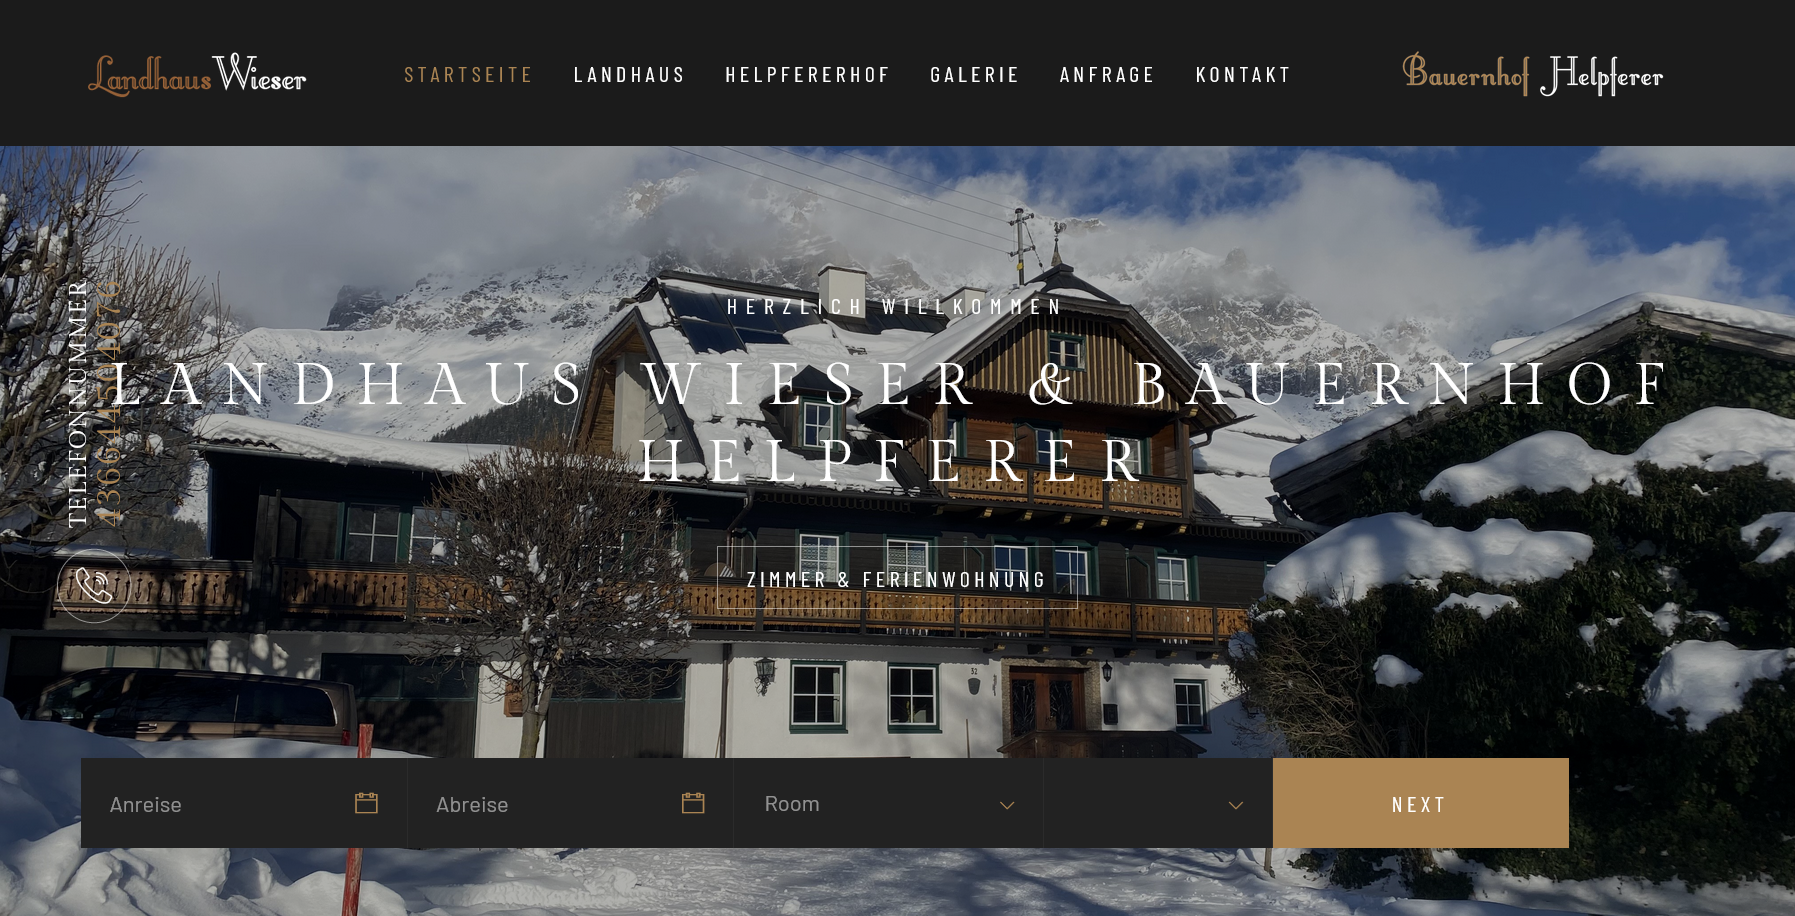 Landhaus Wieser
STARTSEITE LANDHAUS HELPFERERHOF GALERIE ANFRAGE KONTAKT
Bauernhof Helpferer
HERZLICH WILLKOMMEN
LANDHAUS WIESER & BAUERNHOF
HELPFERER
ZIMMER & FERIENWOHNUNG
TELEFONNUMMER
Anreise
Abreise
Room
NEXT
32